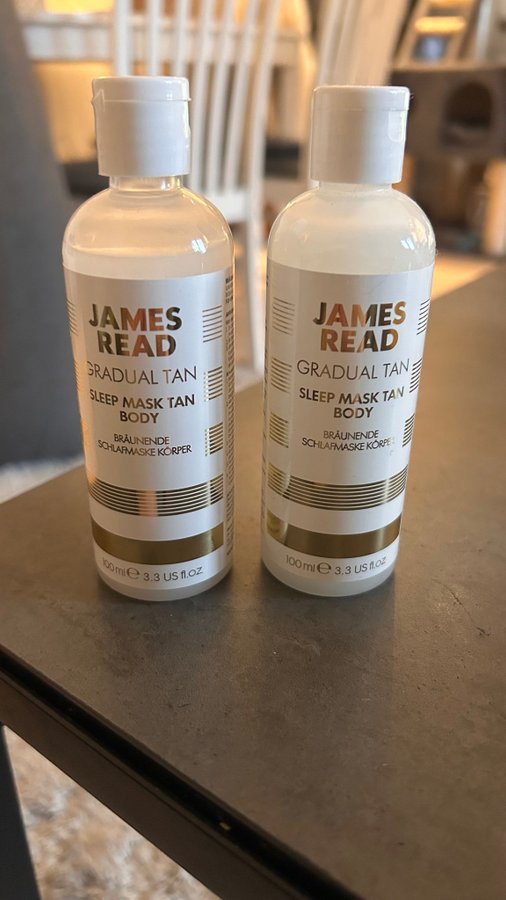 JAMES
READ
GRADUAL TAN
SLEEP MASK TAN
BODY
BRÄUNENDE
SCHLAFMASKE KÖRPER
100 ml ℮ 3.3 US fl.oz
JAMES
READ
GRADUAL TAN
SLEEP MASK TAN
BODY
BRÄUNENDE
SCHLAFMASKE
100 ml ℮ 3.3 US fl.oz